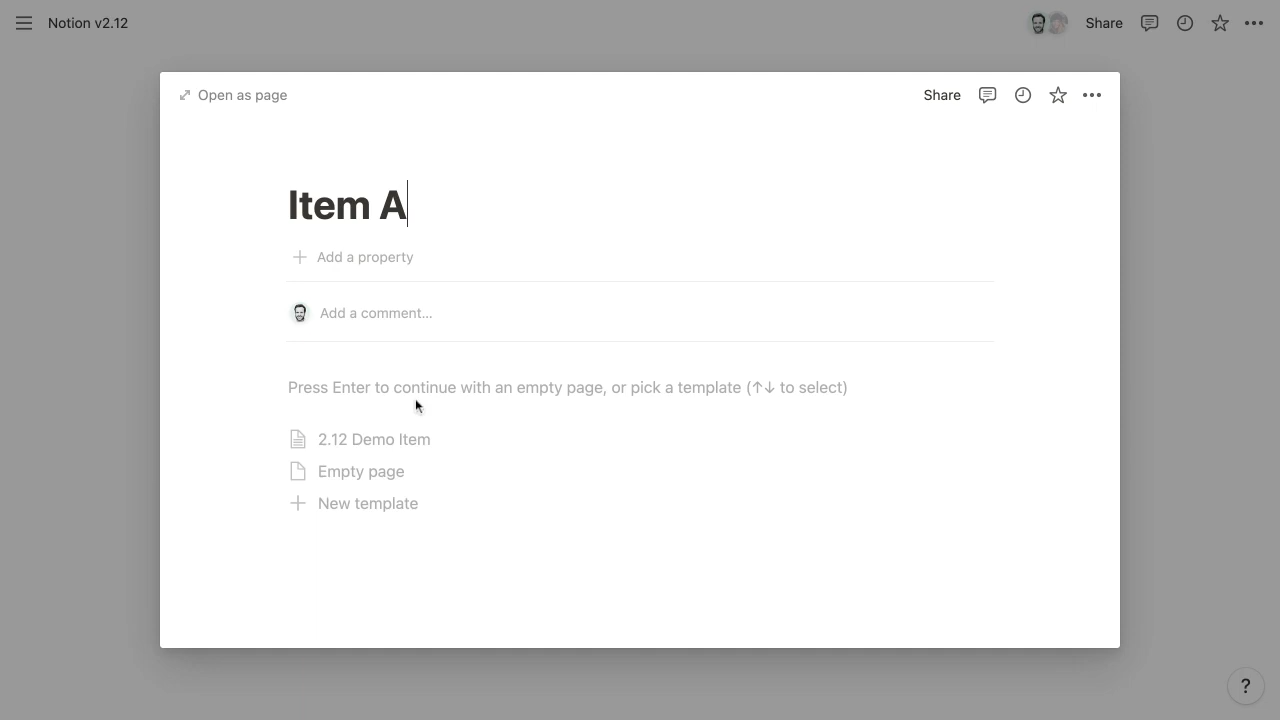 Notion v2.12
Share
Open as page
Share
Item A
Add a property
Add a comment...
Press Enter to continue with an empty page, or pick a template (↑↓ to select)
2.12 Demo Item
Empty page
New template
?